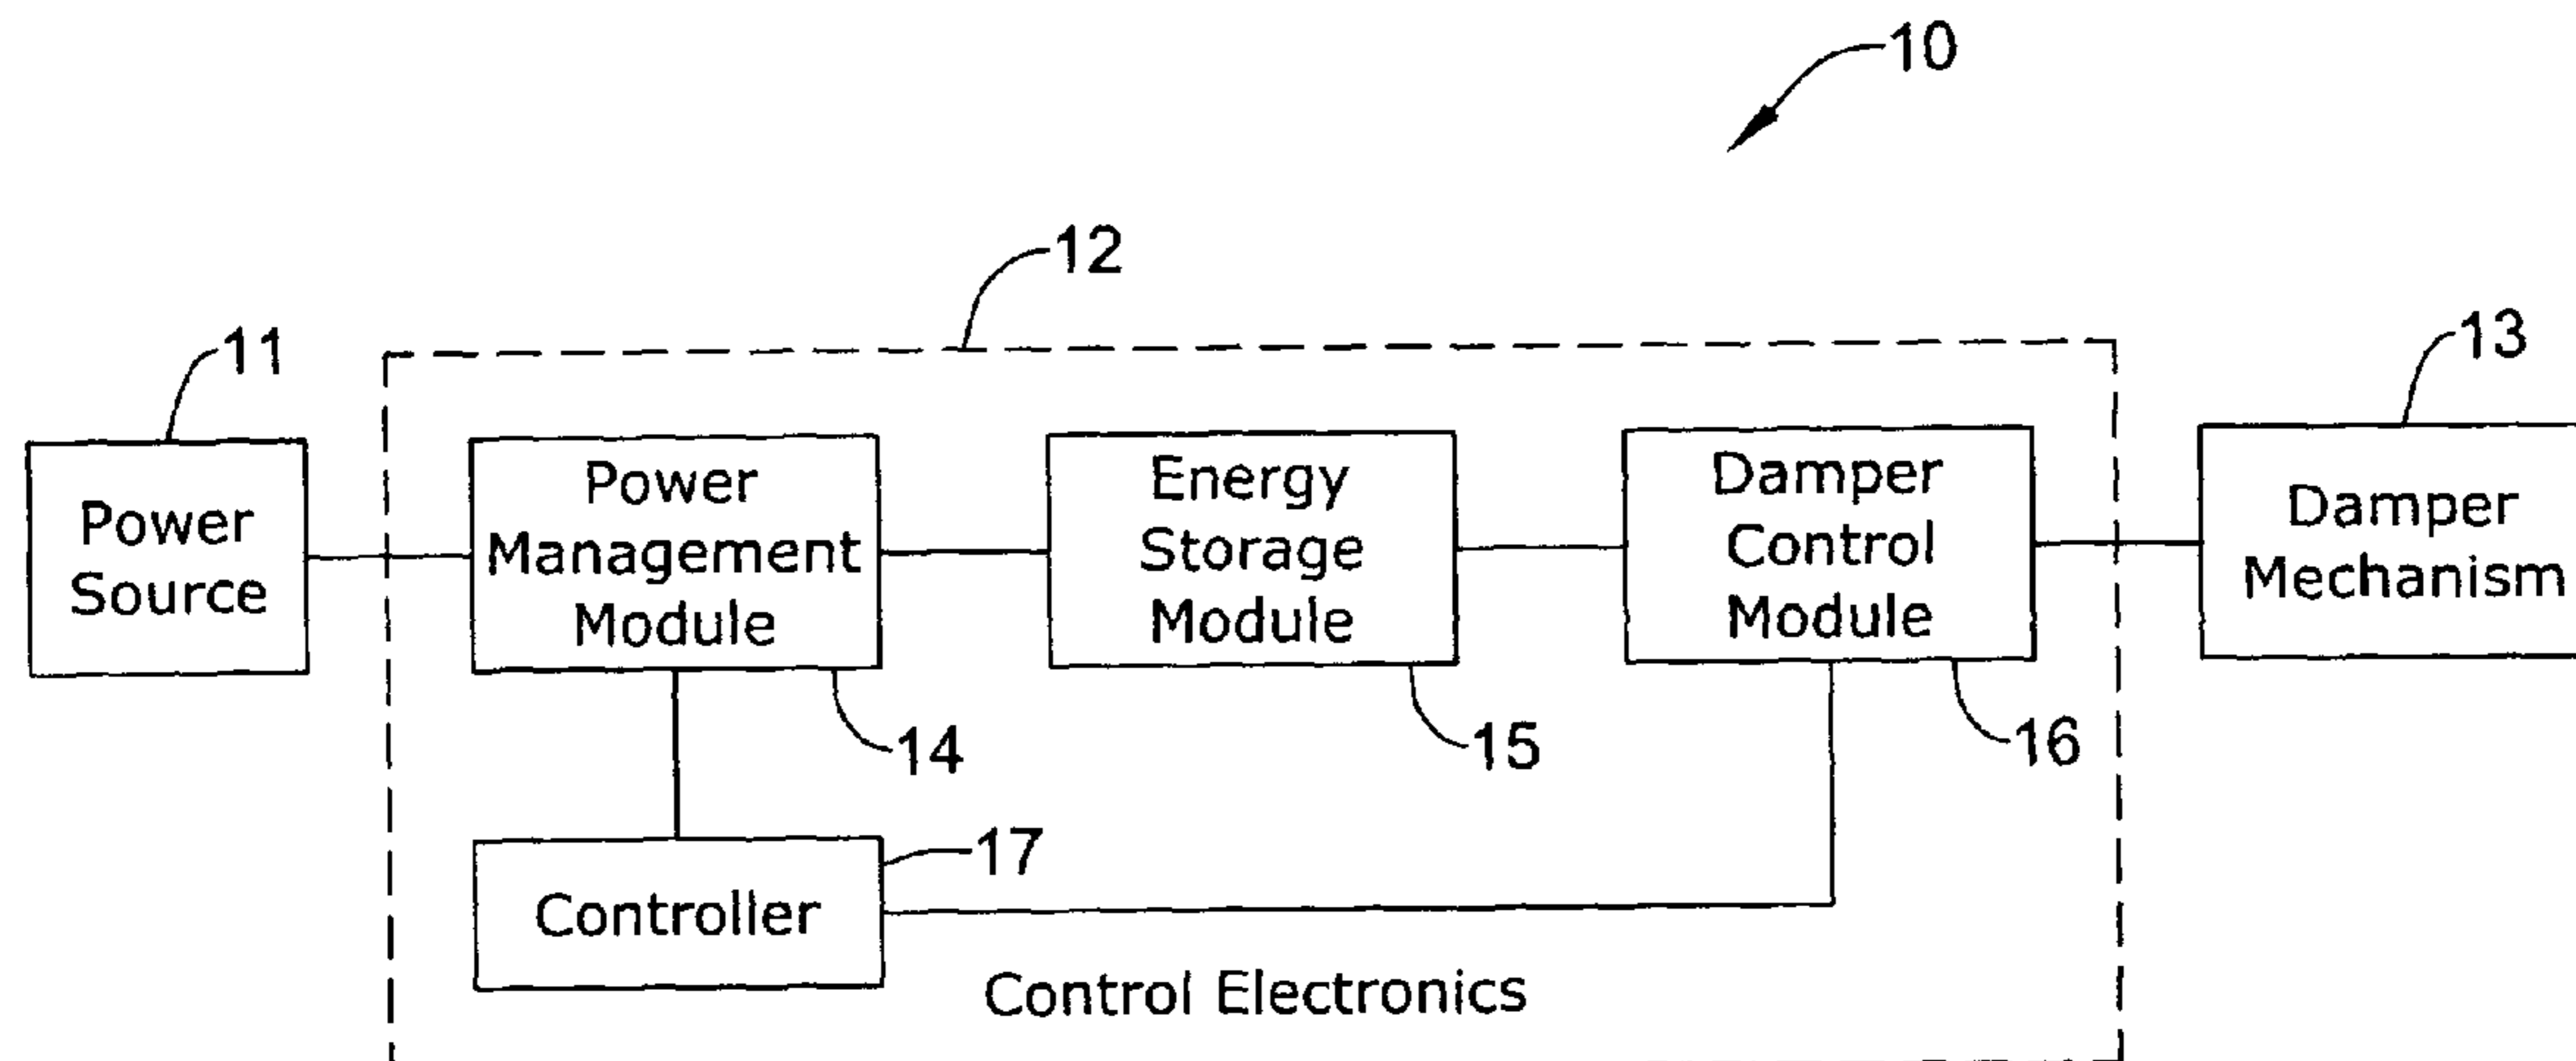 10
12
11
13
Power
Source
Power
Management
Module
Energy
Storage
Module
Damper
Control
Module
Damper
Mechanism
14
15
16
17
Controller
Control Electronics